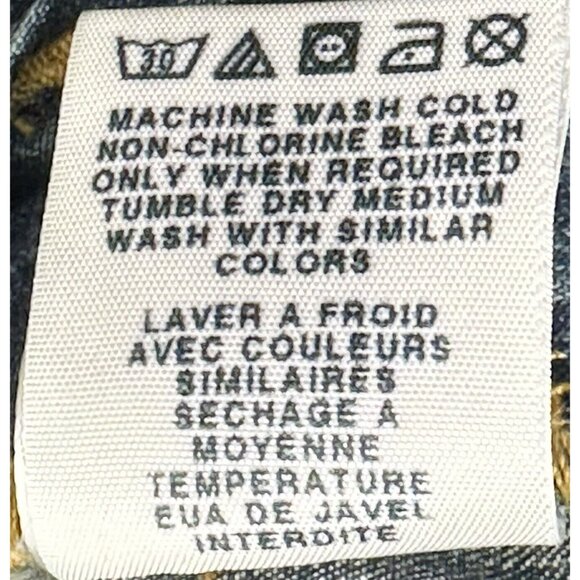 30
MACHINE WASH COLD
NON-CHLORINE BLEACH
ONLY WHEN REQUIRED
TUMBLE DRY MEDIUM
WASH WITH SIMILAR
COLORS
LAVER A FROID
AVEC COULEURS
SIMILAIRES
SECHAGE A
MOYENNE
TEMPERATURE
EUA DE JAVEL
INTERDITE